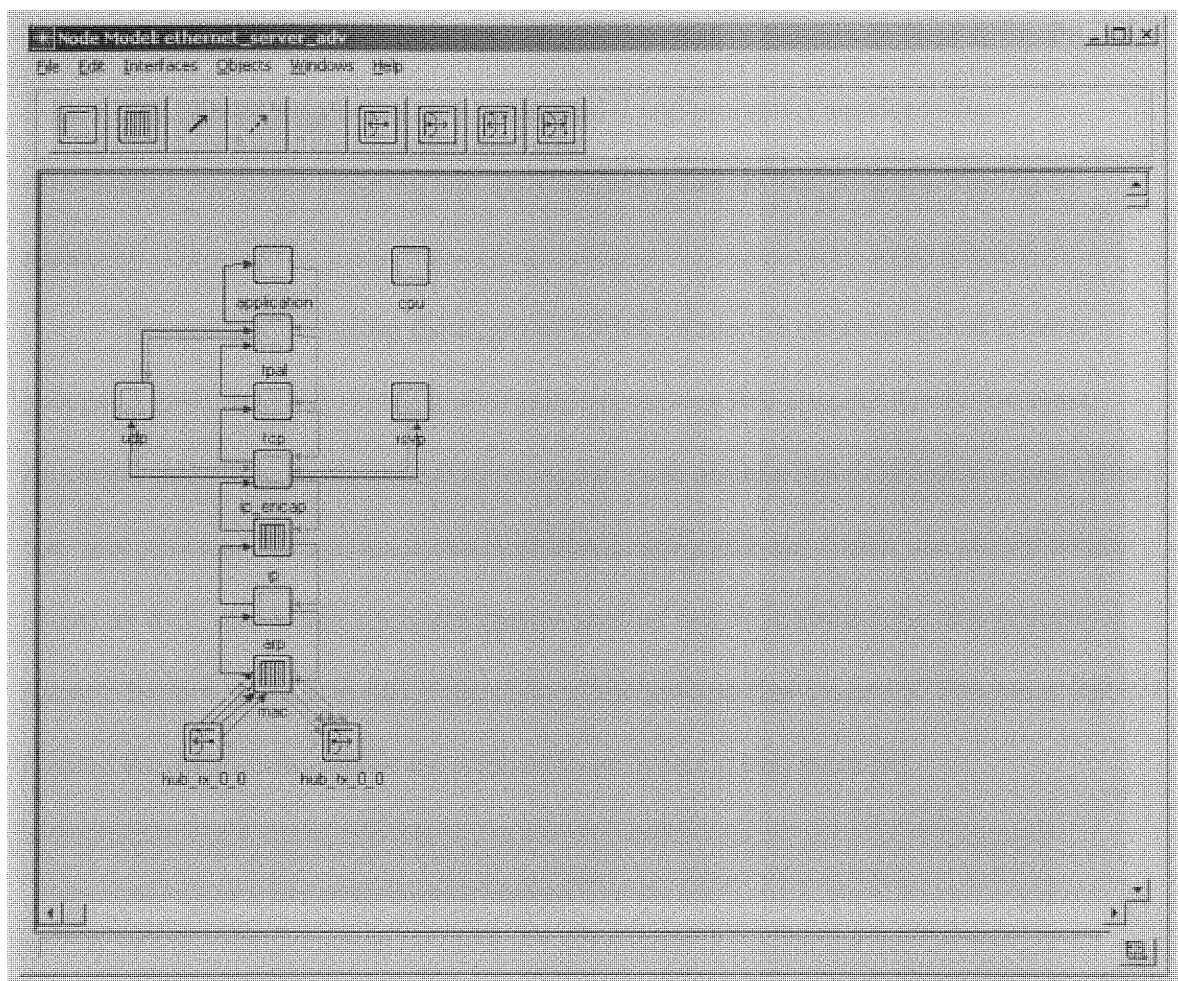 Node Model: ethernet_server_adv
File Edit Interfaces Objects Windows Help
application
cpu
tpal
udp
tcp
rsvp
ip_encap
ip
arp
mac
hub_rx_0_0
hub_tx_0_0